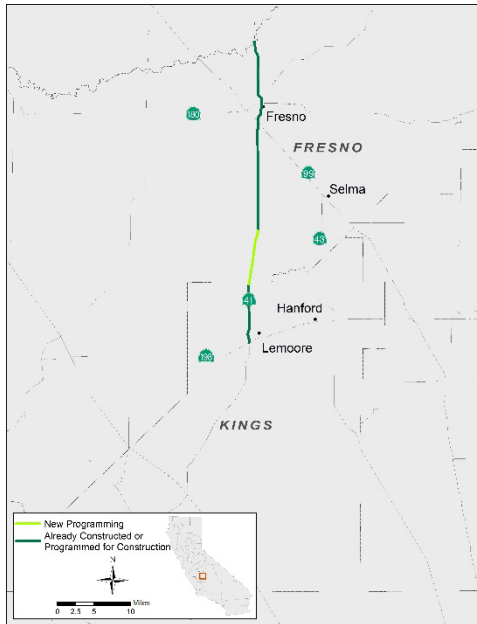 Fresno
180
FRESNO
99
Selma
43
41
Hanford
Lemoore
198
KINGS
New Programming
Already Constructed or
Programmed for Construction
N
Miles
0 2.5 5 10